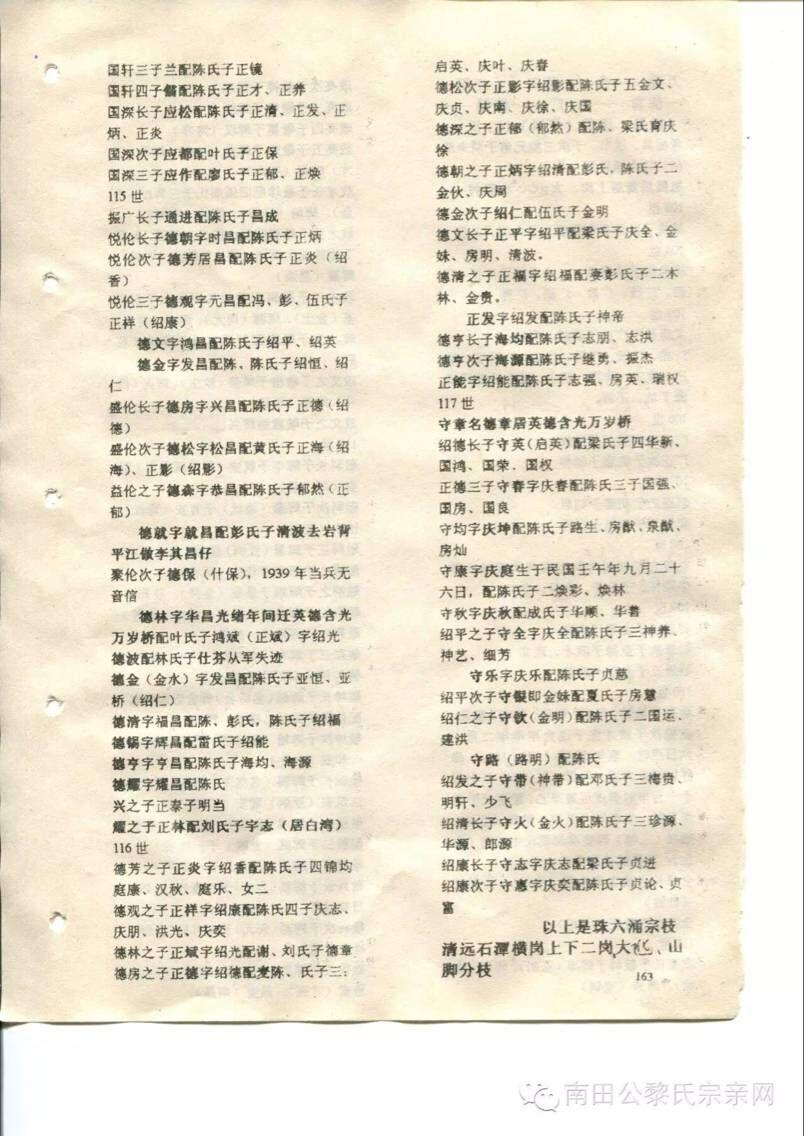 国轩三子兰配陈氏子正镜
国轩四子僭配陈氏子正才、正养
国深长子应松配陈氏子正清、正发、正
炳、正炎
国深次子应都配叶氏子正保
国深三子应作配廖氏子正郁、正焕
115世
振广长子通进配陈氏子昌成
悦伦长子德朝字时昌配陈氏子正炳
悦伦次子德芳居昌配陈氏子正炎（绍
香）
悦伦三子德观字元昌配冯、彭、伍氏子
正样（绍康）
德文字鸿昌配陈氏子绍平、绍英
德金字发昌配陈、陈氏子绍恒、绍
仁
盛伦长子德房字兴昌配陈氏子正德（绍
德）
盛伦次子德松字松昌配黄氏子正海（绍
海）、正影（绍影）
益伦之子德森字恭昌配陈氏子郁然（正
郁）
德就字就昌配彭氏子清波去岩背
平江做李其昌仔
聚伦次子德保（什保），1939年当兵无
音信
德林字华昌光绪年间迁英德含光
万岁桥配叶氏子鸿斌（正斌）字绍光
德波配林氏子仕芬从军失迹
德金（金水）字发昌配陈氏子亚恒、亚
桥（绍仁）
德清字福昌配陈、彭氏，陈氏子绍福
德锡字辉昌配雷氏子绍能
德亨字亨昌配陈氏子海均、海源
德耀字耀昌配陈氏
兴之子正泰子明当
耀之子正林配刘氏子宇志（居白湾）
116世
德芳之子正炎字绍香配陈氏子四锦均
庭康、汉秋、庭乐、女二
德观之子正样字绍康配陈氏四子庆志、
庆朋、洪光、庆奕
德林之子正斌字绍光配谢、刘氏子德章
德房之子正德字绍德配麦陈、氏子三：
启英、庆叶、庆春
德松次子正影字绍影配陈氏子五金文、
庆贞、庆南、庆徐、庆国
德深之子正郁（郁然）配陈、梁氏育庆
徐
德朝之子正炳字绍清配彭氏，陈氏子二
金伙、庆周
德金次子绍仁配伍氏子金明
德文长子正平字绍平配梁氏子庆全、金
妹、房明、清波。
德清之子正福字绍福配妻彭氏子二木
林、金贵。
正发字绍发配陈氏子神帝
德亨长子海均配陈氏子志朋、志洪
德亨次子海源配陈氏子继勇、振杰
正能字绍能配陈氏子志强、房英、瑞权
117世
守章名德章居英德含光万岁桥
绍德长子守英（启英）配梁氏子四华新、
国鸿、国荣、国权
正德三子守春字庆春配陈氏三子国强、
国房、国良
守均字庆坤配陈氏子路生、房猷、泉猷、
房灿
守康字庆庭生于民国壬午年九月二十
六日，配陈氏子二焕彩、焕林
守秋字庆秋配成氏子华顺、华善
绍平之子守全字庆全配陈氏子三神养、
神艺、细芳
守乐字庆乐配陈氏子贞慈
绍平次子守银即金妹配夏氏子房慧
绍仁之子守钦（金明）配陈氏子二国运、
建洪
守路（路明）配陈氏
绍发之子守带（神带）配邓氏子三梅贵、
明轩、少飞
绍清长子守火（金火）配陈氏子三珍源、
华源、郎源
绍康长子守志字庆志配梁氏子贞进
绍康次子守惠字庆奕配陈氏子贞论、贞
富
以上是珠六涌宗枝
清远石潭横岗上下二岗大、山
脚分枝
163
南田公黎氏宗亲网